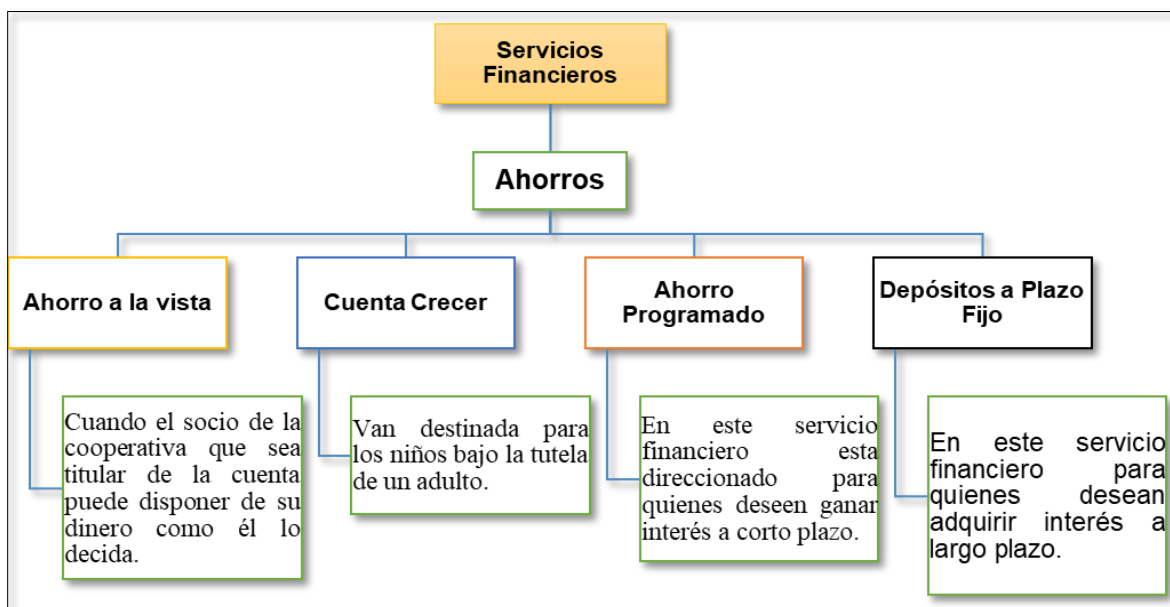 Servicios
Financieros
Ahorros
Ahorro a la vista
Cuenta Crecer
Ahorro
Programado
Depósitos a Plazo
Fijo
Cuando el socio de la
cooperativa que sea
titular de la cuenta
puede disponer de su
dinero como él lo
decida.
Van destinada para
los niños bajo la tutela
de un adulto.
En este servicio
financiero esta
direccionado para
quienes deseen ganar
interés a corto plazo.
En este servicio
financiero para
quienes desean
adquirir interés a
largo plazo.